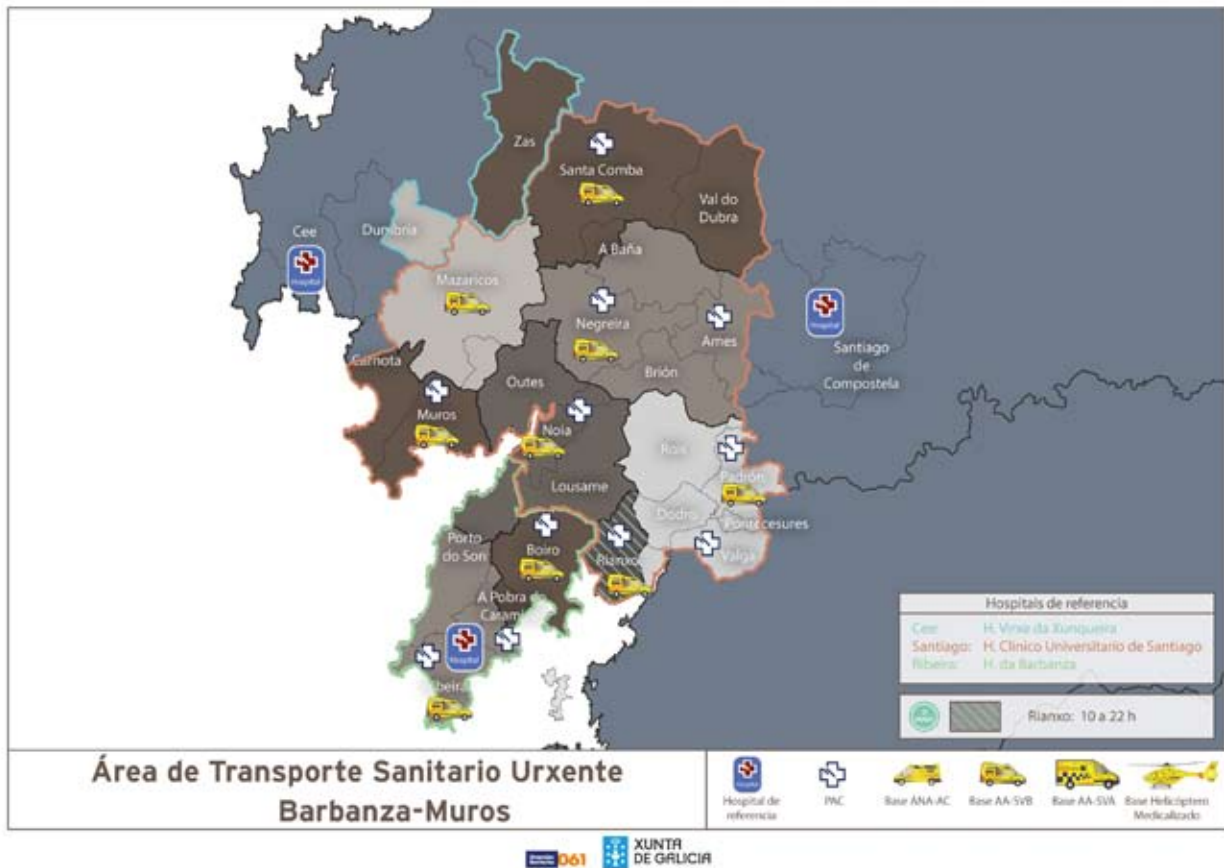 Zas
Santa Comba
Val do
Dubra
Cee
Hospital
Dumbría
A Baña
Mazaricos
Negreira
Ames
Hospital
Santiago
de
Compostela
Brión
Carnota
Outes
Muros
Noia
Rois
Padrón
Lousame
Dodro
Pontecesures
Porto
do Son
Boiro
Rianxo
Valga
A Pobra do
Hospital
Hospitais de referencia
Cee: H. Virxe da Xunqueira
Santiago: H. Clínico Universitario de Santiago
Ribeira: H. da Barbanza
Rianxo: 10 a 22 h
Área de Transporte Sanitario Urxente
Barbanza-Muros
Hospital de
referencia
PAC
Base ANA-AC
Base AA-SVB
Base AA-SVA
Base Helicóptero
Medicalizado
061
XUNTA
DE GALICIA